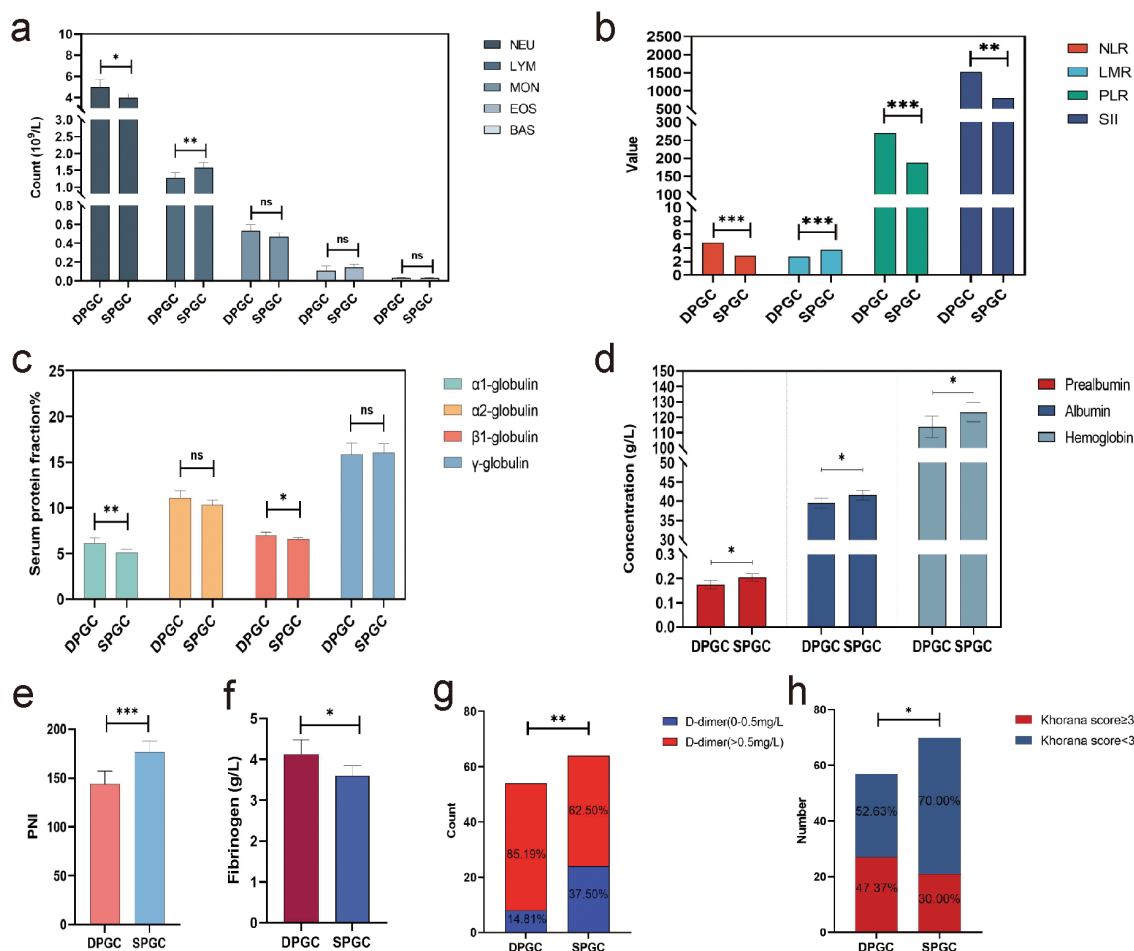 a
10
8
6
4
3.0
2.5
2.0
1.5
1.0
0.8
0.6
0.4
0.2
0.0
Count (10⁹/L)
*
**
ns
ns
ns
DPGC
SPGC
DPGC
SPGC
DPGC
SPGC
DPGC
SPGC
DPGC
SPGC
NEU
LYM
MON
EOS
BAS
b
2500
2000
1500
1000
500
300
250
200
150
100
10
8
6
4
2
0
Value
***
***
***
**
DPGC
SPGC
DPGC
SPGC
DPGC
SPGC
DPGC
SPGC
NLR
LMR
PLR
SII
c
25
20
15
10
5
0
Serum protein fraction%
**
ns
*
ns
DPGC
SPGC
DPGC
SPGC
DPGC
SPGC
DPGC
SPGC
α1-globulin
α2-globulin
β1-globulin
γ-globulin
d
150
140
130
120
110
100
50
45
40
35
30
0.3
0.2
0.1
0.0
Concentration (g/L)
*
*
*
DPGC SPGC
DPGC SPGC
DPGC SPGC
Prealbumin
Albumin
Hemoglobin
e
200
150
100
50
0
PNI
***
DPGC SPGC
f
5
4
3
2
1
0
Fibrinogen (g/L)
*
DPGC SPGC
g
80
60
40
20
0
Count
**
85.19%
14.81%
62.50%
37.50%
DPGC SPGC
D-dimer(0-0.5mg/L
D-dimer(>0.5mg/L)
h
80
60
40
20
0
Number
*
52.63%
47.37%
70.00%
30.00%
DPGC SPGC
Khorana score≥3
Khorana score<3